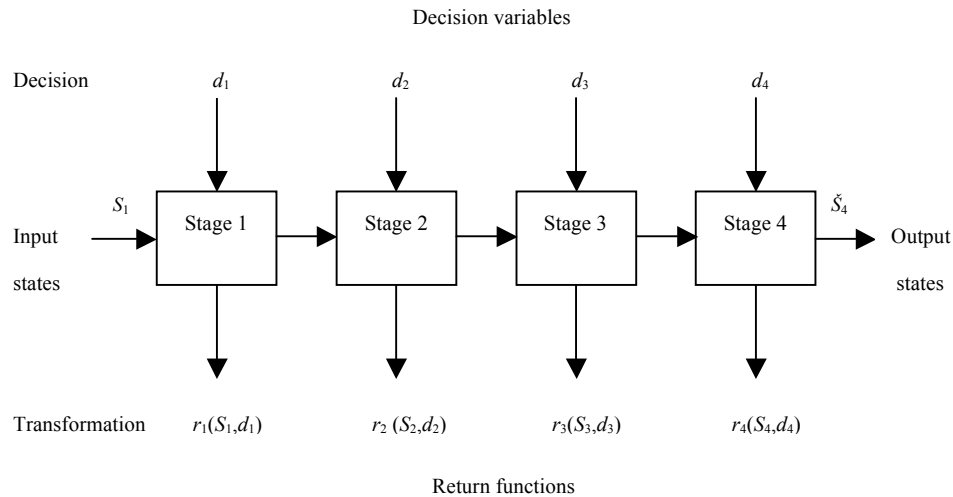 Decision variables
Decision d₁ d₂ d₃ d₄
S₁ Š₄
Stage 1 Stage 2 Stage 3 Stage 4
Input Output
states states
Transformation r₁(S₁,d₁) r₂ (S₂,d₂) r₃(S₃,d₃) r₄(S₄,d₄)
Return functions